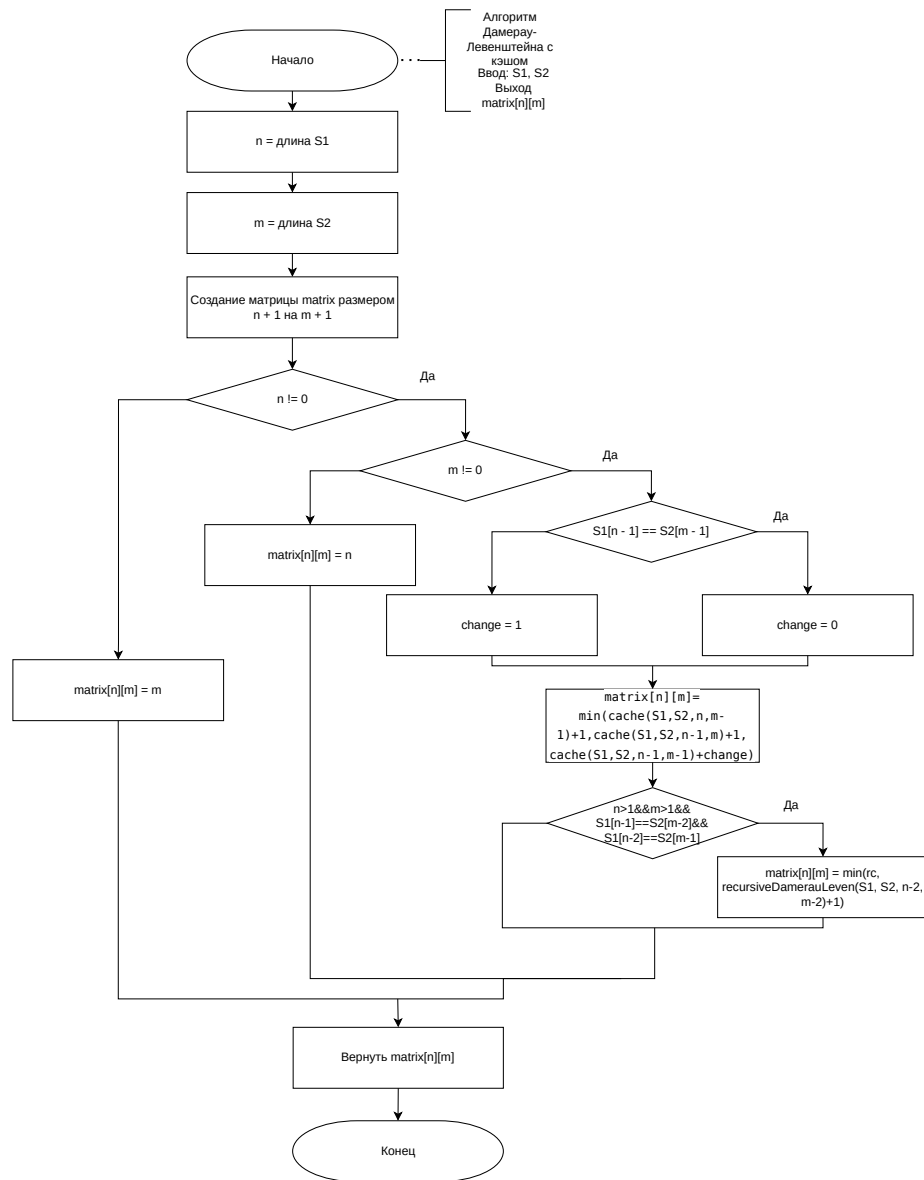 Алгоритм
Дамерау-
Левенштейна с
кэшом
Ввод: S1, S2
Выход
matrix[n][m]
Начало
n = длина S1
m = длина S2
Создание матрицы matrix размером
n + 1 на m + 1
Да
n != 0
Да
m != 0
Да
S1[n - 1] == S2[m - 1]
matrix[n][m] = n
change = 1
change = 0
matrix[n][m] = m
matrix[n][m]=
min(cache(S1,S2,n,m-
1)+1,cache(S1,S2,n-1,m)+1,
cache(S1,S2,n-1,m-1)+change)
Да
n>1&&m>1&&
S1[n-1]==S2[m-2]&&
S1[n-2]==S2[m-1]
matrix[n][m] = min(rc,
recursiveDamerauLeven(S1, S2, n-2,
m-2)+1)
Вернуть matrix[n][m]
Конец